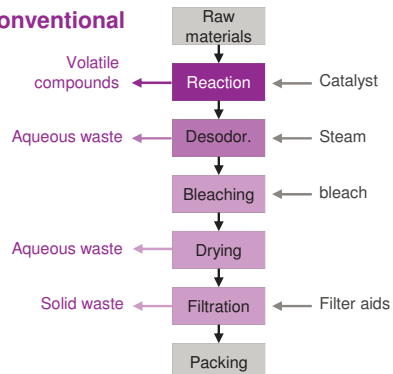 onventional
Raw
materials
Volatile
compounds
Reaction
Catalyst
Aqueous waste
Desodor.
Steam
Bleaching
bleach
Aqueous waste
Drying
Solid waste
Filtration
Filter aids
Packing